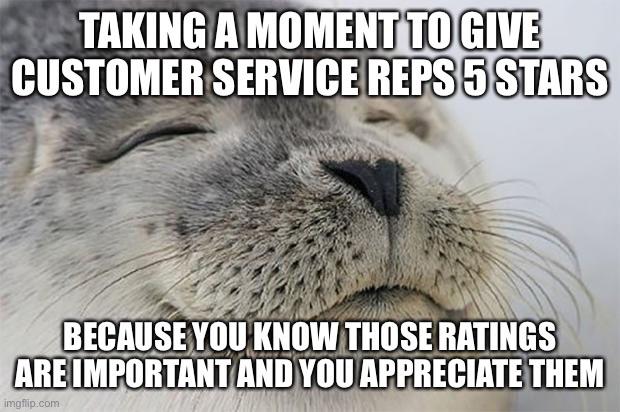 TAKING A MOMENT TO GIVE
CUSTOMER SERVICE REPS 5 STARS
BECAUSE YOU KNOW THOSE RATINGS
ARE IMPORTANT AND YOU APPRECIATE THEM
imgflip.com